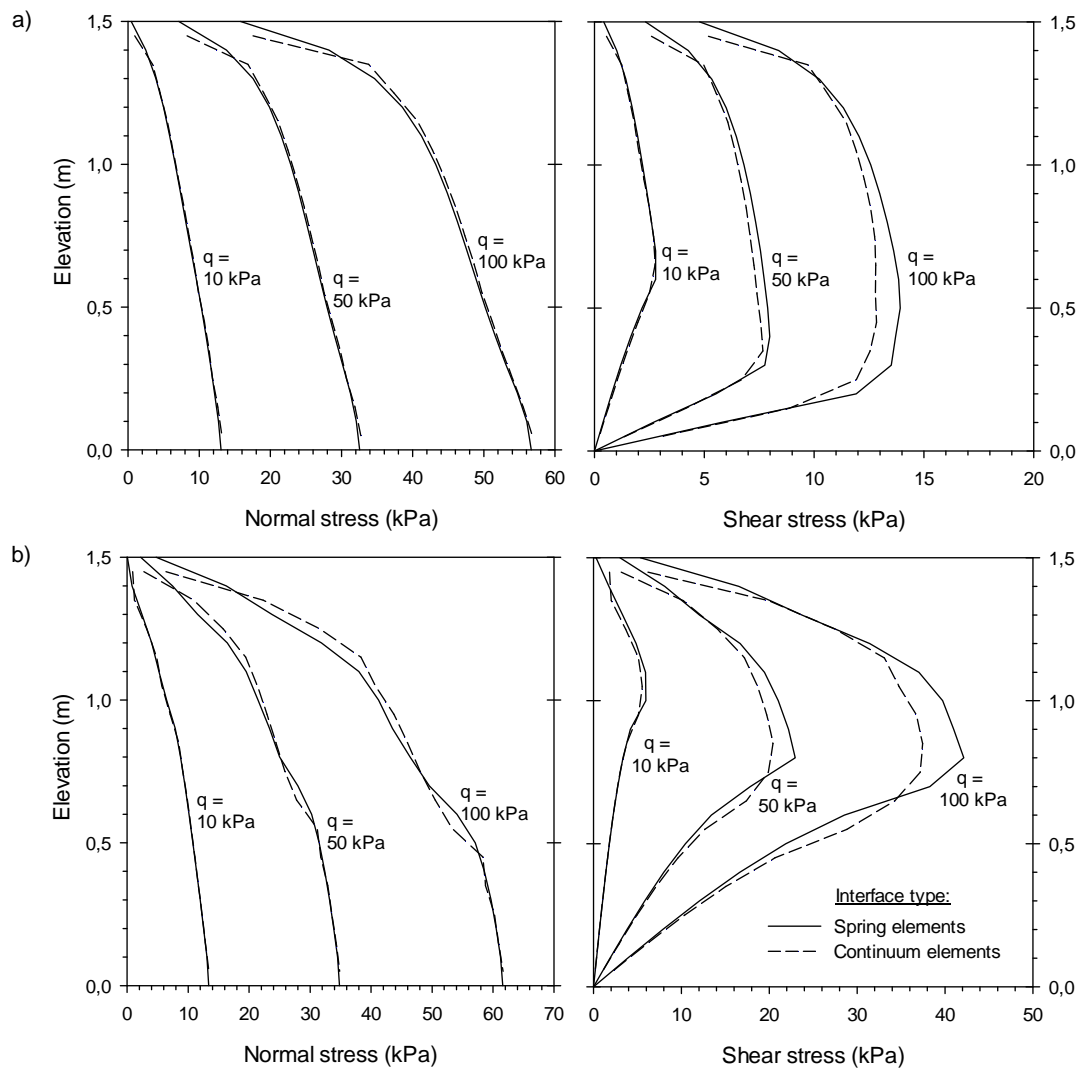 a)
1,5
1,0
0,5
0,0
Elevation (m)
q =
10 kPa
q =
50 kPa
q =
100 kPa
0 10 20 30 40 50 60
Normal stress (kPa)
q =
10 kPa
q =
50 kPa
q =
100 kPa
1,5
1,0
0,5
0,0
0 5 10 15 20
Shear stress (kPa)
b)
1,5
1,0
0,5
0,0
Elevation (m)
q =
10 kPa
q =
50 kPa
q =
100 kPa
0 10 20 30 40 50 60 70
Normal stress (kPa)
q =
10 kPa
q =
50 kPa
q =
100 kPa
Interface type:
Spring elements
Continuum elements
1,5
1,0
0,5
0,0
0 10 20 30 40 50
Shear stress (kPa)